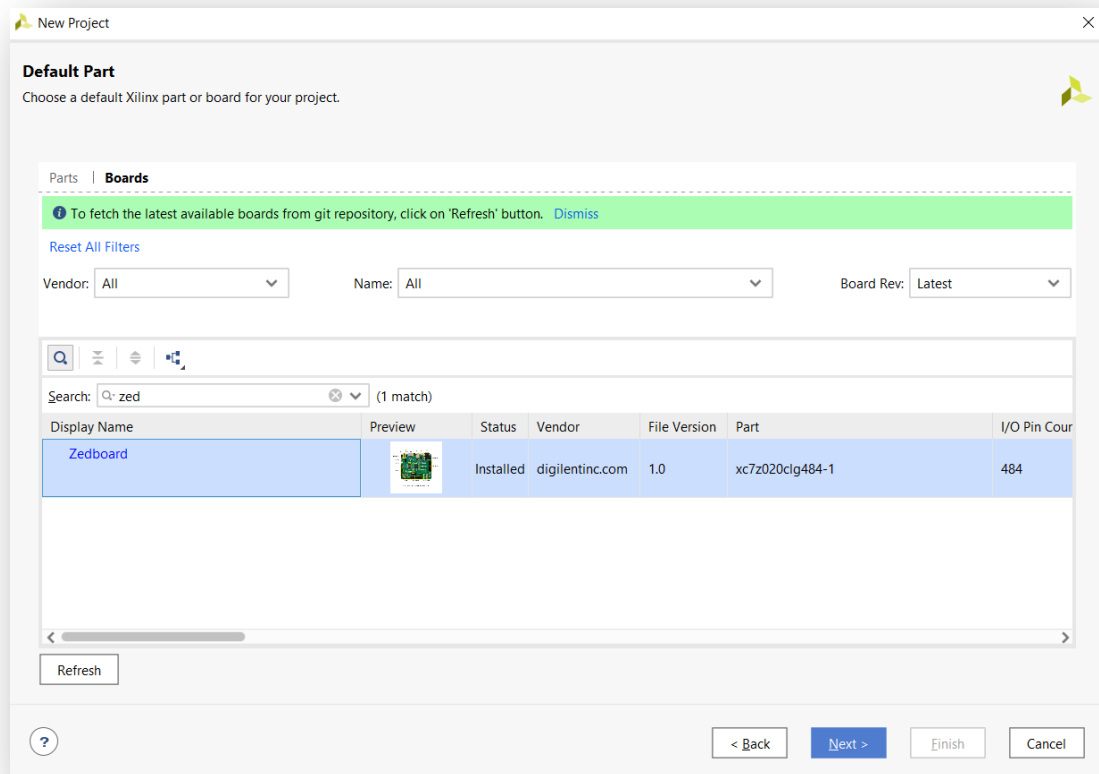 New Project
Default Part
Choose a default Xilinx part or board for your project.
Parts | Boards
To fetch the latest available boards from git repository, click on 'Refresh' button. Dismiss
Reset All Filters
Vendor: All Name: All Board Rev: Latest
Search: zed (1 match)
Display Name Preview Status Vendor File Version Part I/O Pin Cour
Zedboard Installed digilentinc.com 1.0 xc7z020clg484-1 484
Refresh
? < Back Next > Finish Cancel